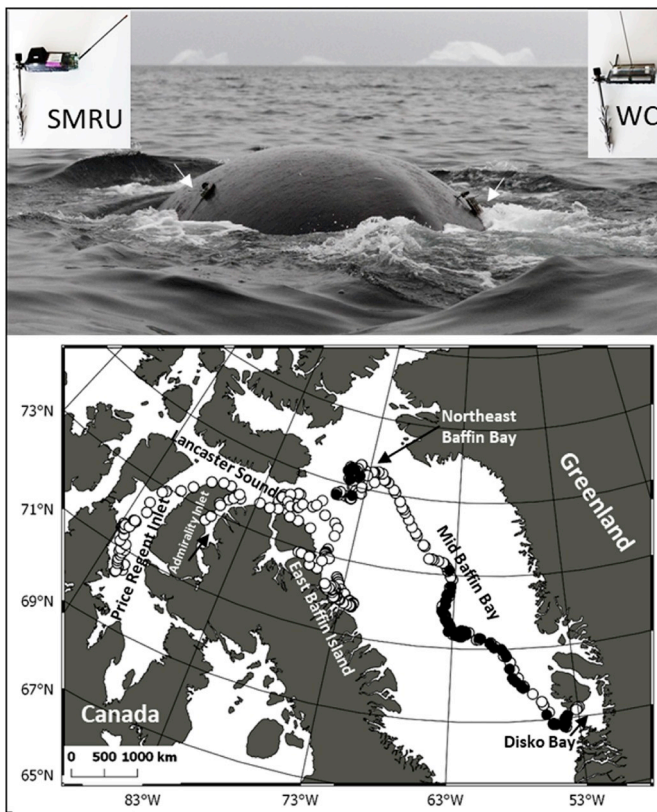 SMRU
WC
73°N
71°N
69°N
67°N
65°N
Northeast
Baffin Bay
Lancaster Sound
Greenland
Price Regent Inlet
Admirality Inlet
Mid Baffin Bay
East Baffin Island
Canada
Disko Bay
0 500 1000 km
83°W
73°W
63°W
53°W